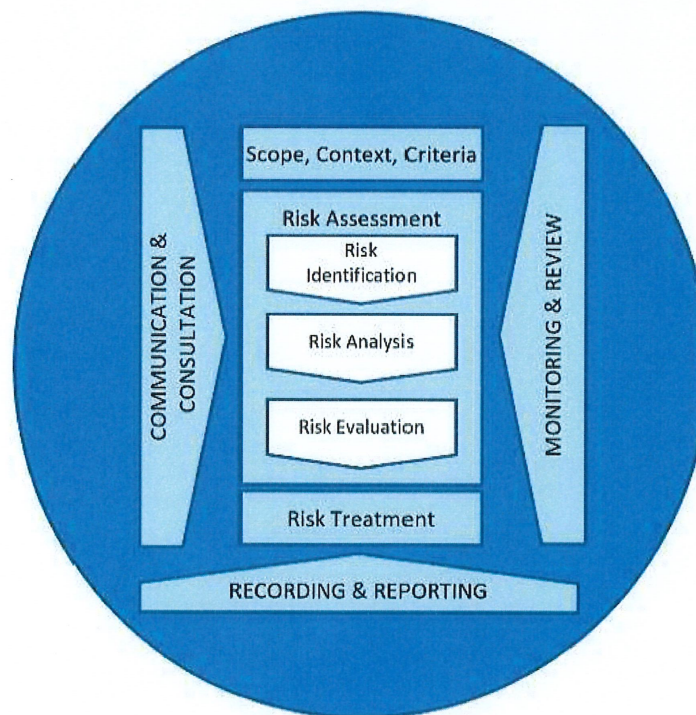 Scope, Context, Criteria
Risk Assessment
Risk
Identification
Risk Analysis
Risk Evaluation
Risk Treatment
COMMUNICATION &
CONSULTATION
MONITORING & REVIEW
RECORDING & REPORTING